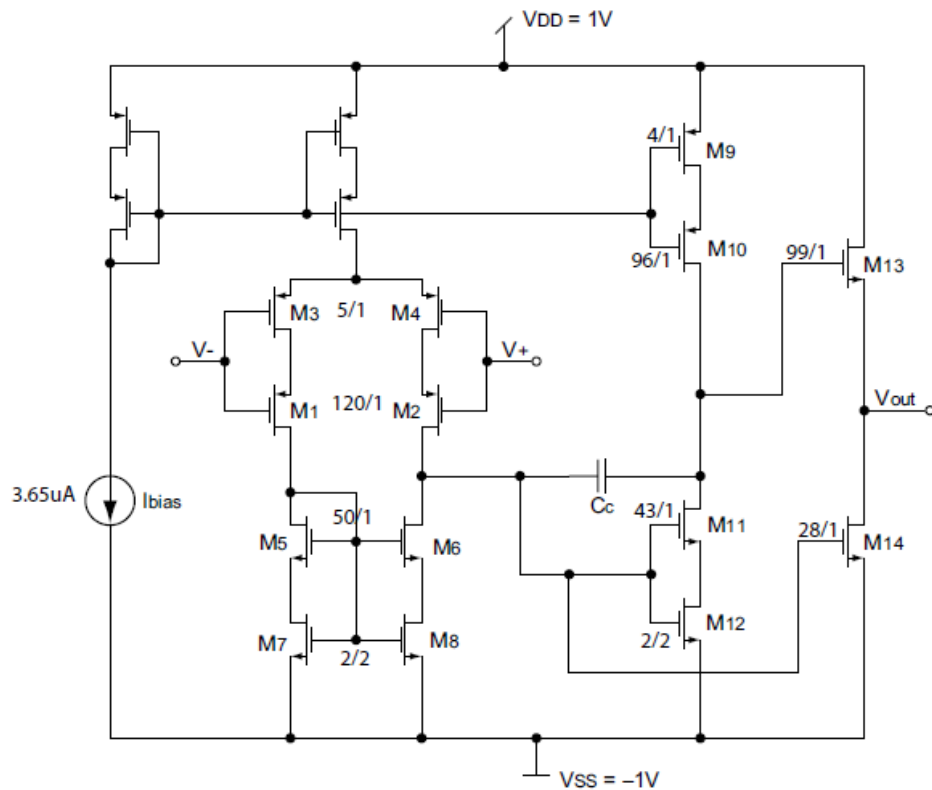 VDD = 1V
4/1
M9
M10
96/1
99/1
M13
M3
5/1
M4
V-
V+
M1
120/1
M2
Vout
3.65uA
Ibias
50/1
Cc
43/1
M11
M5
M6
28/1
M14
M7
M8
M12
2/2
2/2
VSS = –1V